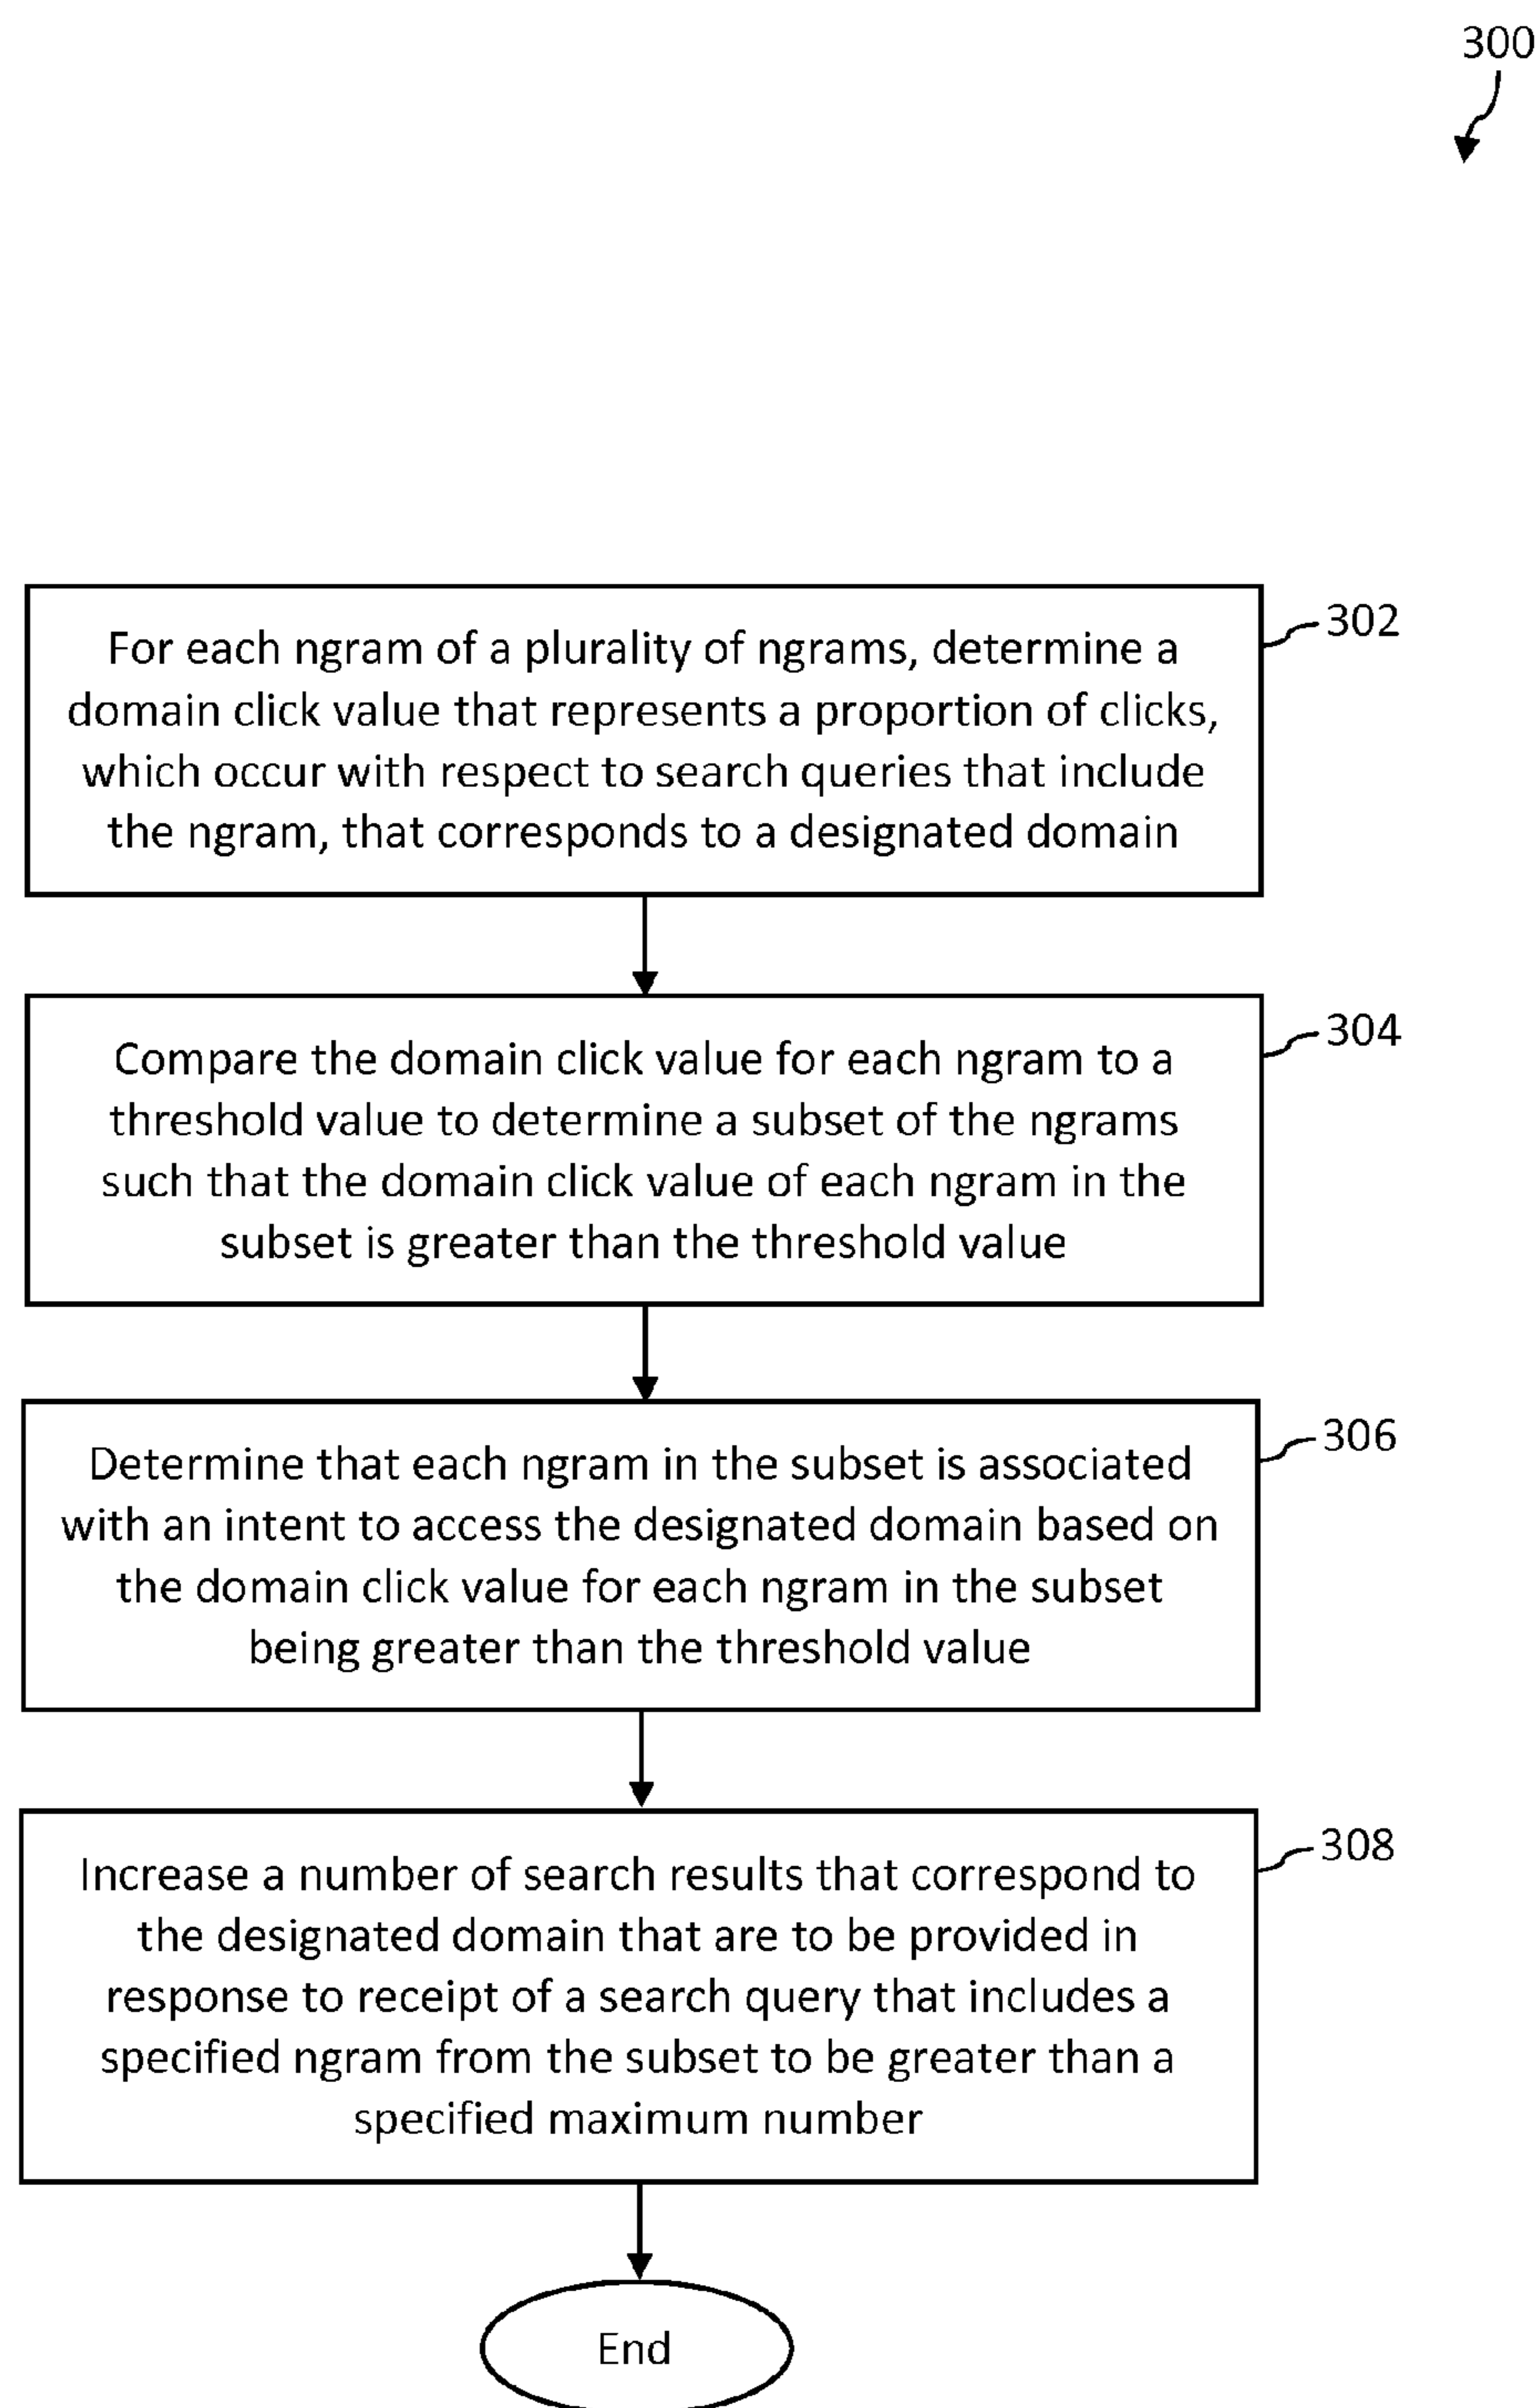 300
For each ngram of a plurality of ngrams, determine a
domain click value that represents a proportion of clicks,
which occur with respect to search queries that include
the ngram, that corresponds to a designated domain
302
Compare the domain click value for each ngram to a
threshold value to determine a subset of the ngrams
such that the domain click value of each ngram in the
subset is greater than the threshold value
304
Determine that each ngram in the subset is associated
with an intent to access the designated domain based on
the domain click value for each ngram in the subset
being greater than the threshold value
306
Increase a number of search results that correspond to
the designated domain that are to be provided in
response to receipt of a search query that includes a
specified ngram from the subset to be greater than a
specified maximum number
308
End